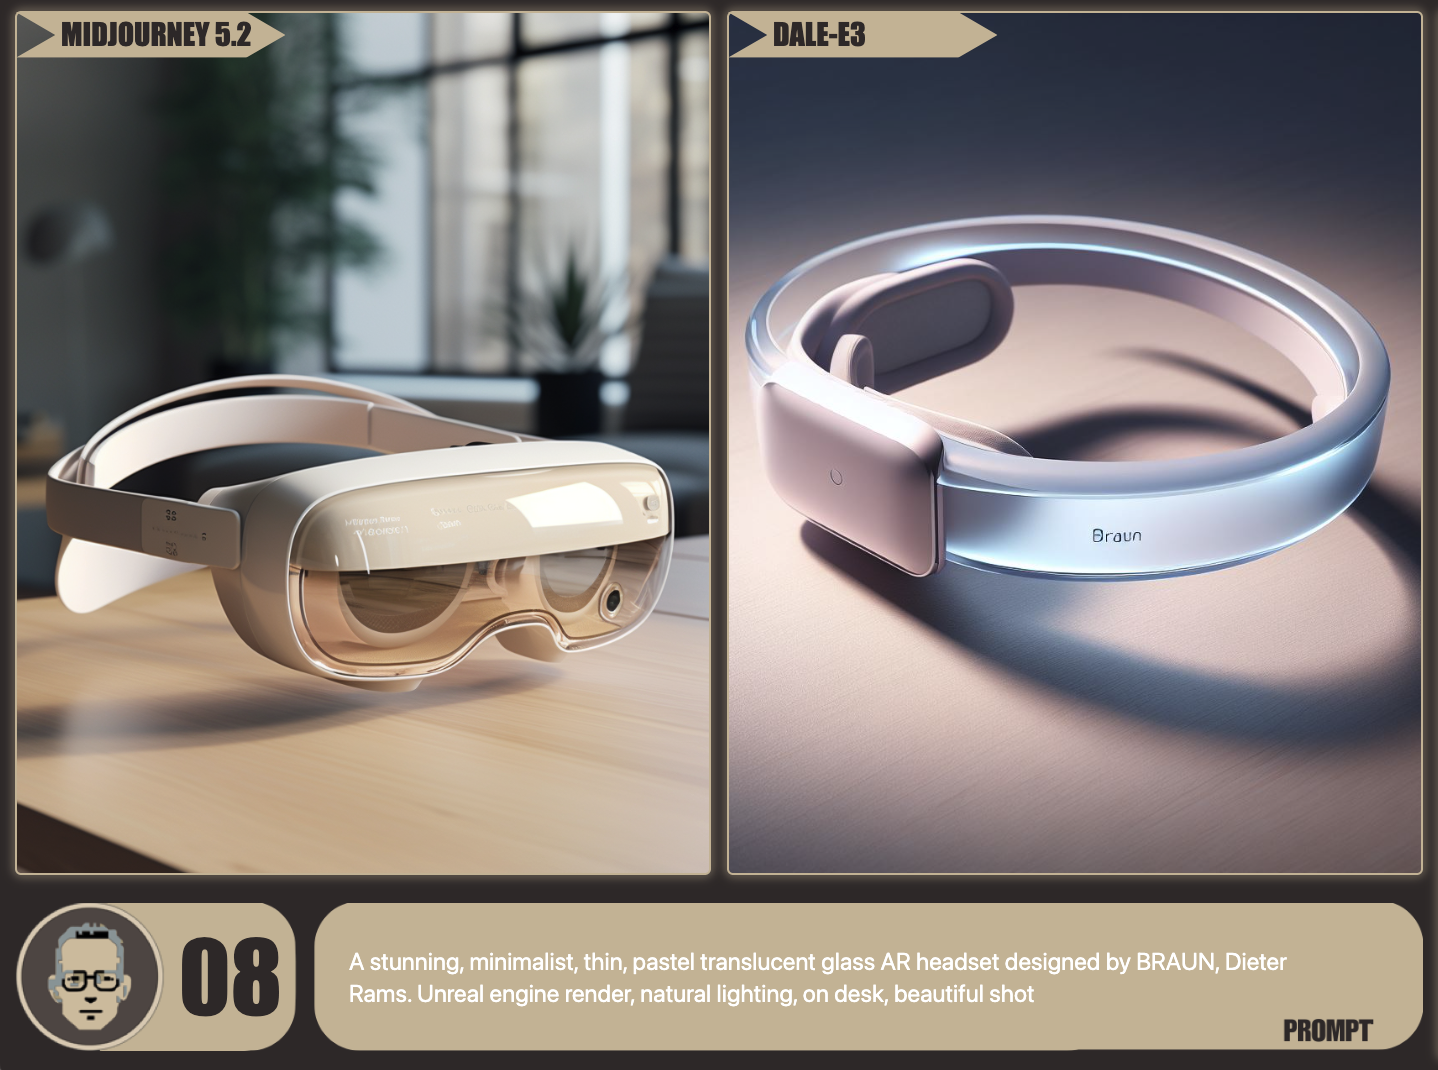 MIDJOURNEY 5.2
DALE-E3
Braun
08
A stunning, minimalist, thin, pastel translucent glass AR headset designed by BRAUN, Dieter
Rams. Unreal engine render, natural lighting, on desk, beautiful shot
PROMPT